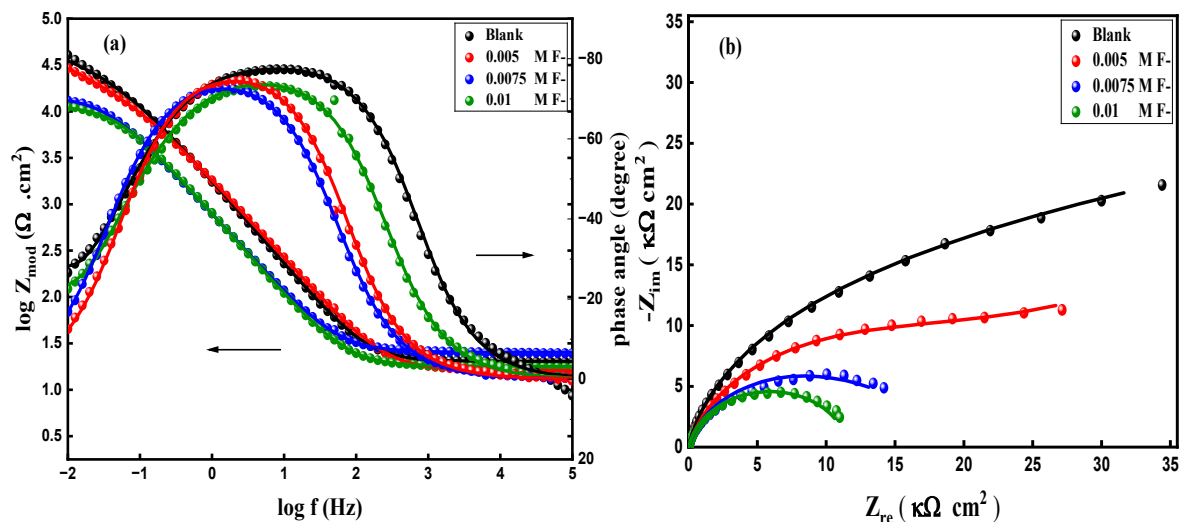 (a)
Blank
0.005 M F-
0.0075 M F-
0.01 M F-
log Z_mod (Ω .cm²)
5.0
4.5
4.0
3.5
3.0
2.5
2.0
1.5
1.0
0.5
-2
-1
0
1
2
3
4
5
log f (Hz)
-80
-60
-40
-20
0
20
phase angle (degree)
(b)
Blank
0.005 M F-
0.0075 M F-
0.01 M F-
-Z_im ( κΩ cm²)
35
30
25
20
15
10
5
0
0
5
10
15
20
25
30
35
Z_re ( κΩ cm²)